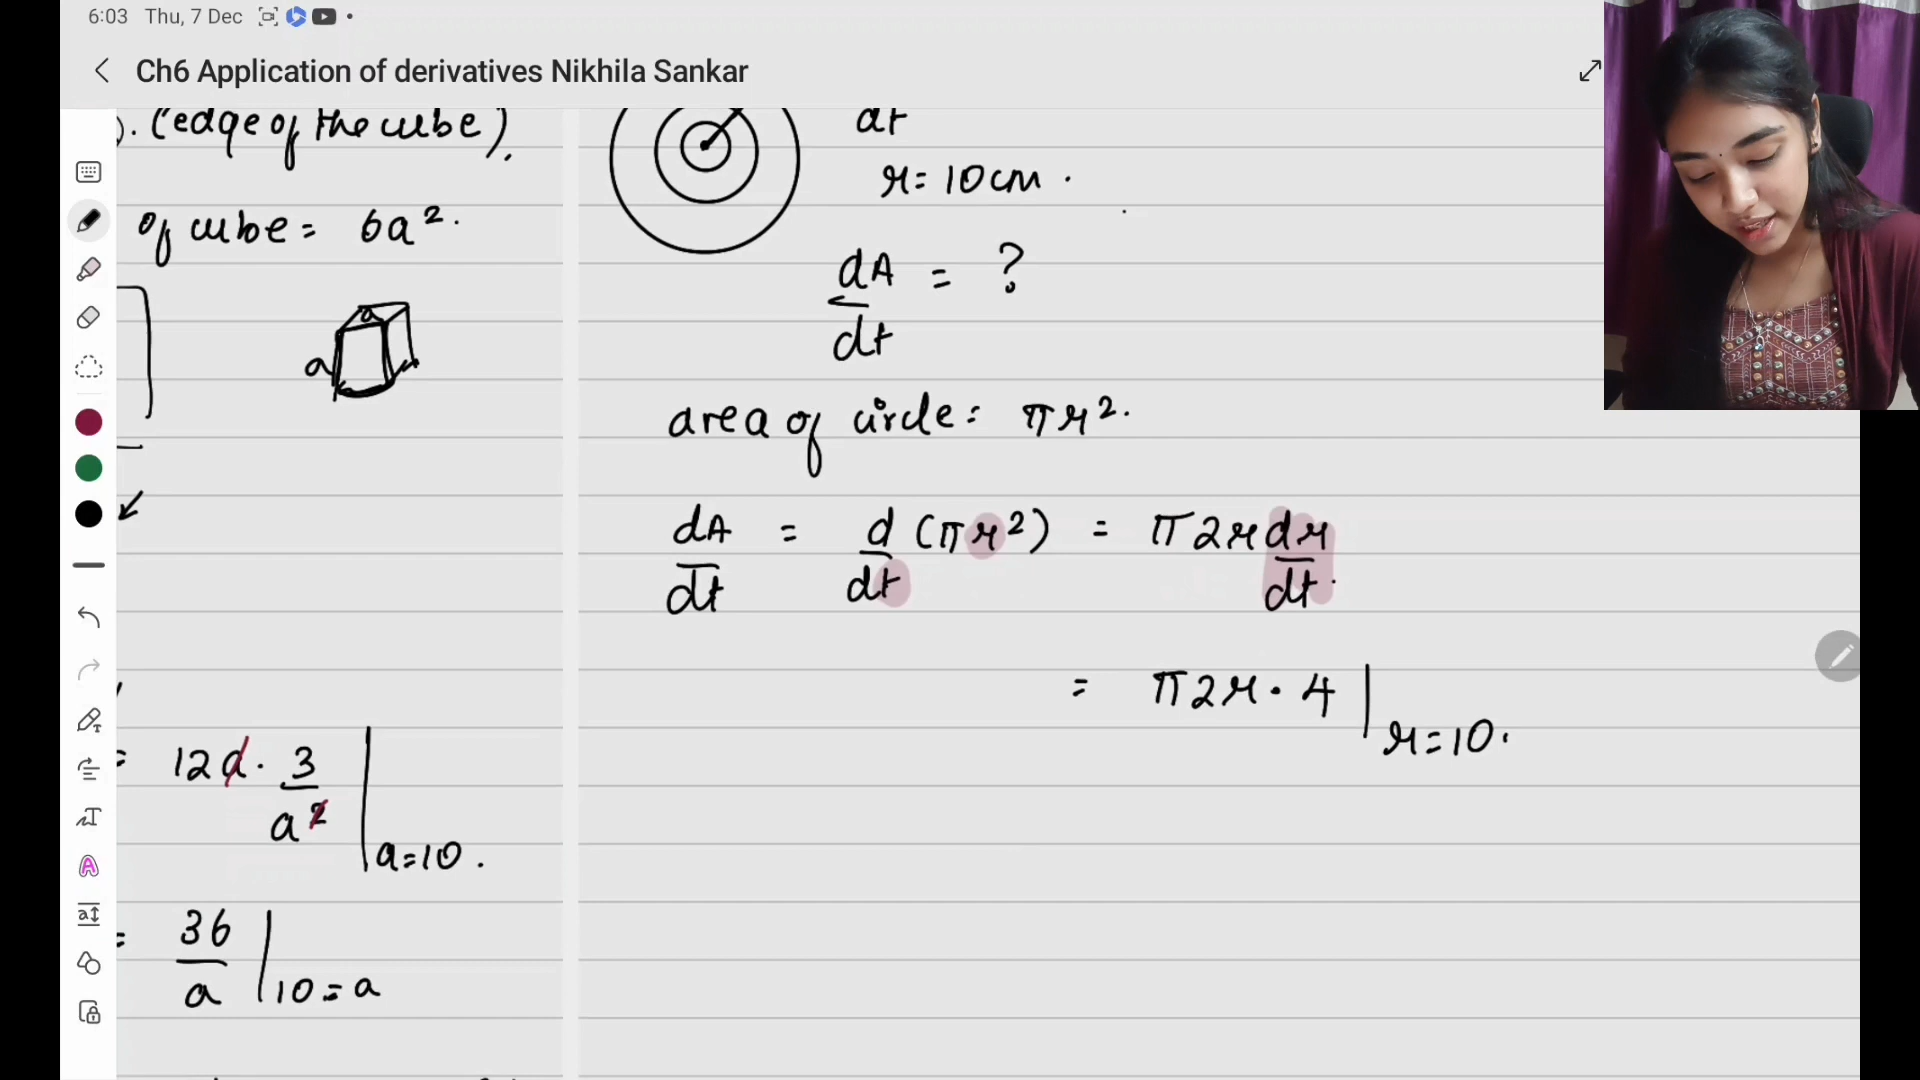 6:03 Thu, 7 Dec
Ch6 Application of derivatives Nikhila Sankar
). (edge of the cube).
of cube = 6a².
a
a
= 12a · 3
a²
a=10.
= 36
a
10 = a
dt
r = 10cm.
dA = ?
dt
area of circle = πr².
dA = d (πr²) = π2r dr
dt dt dt.
= π2r · 4
r=10.